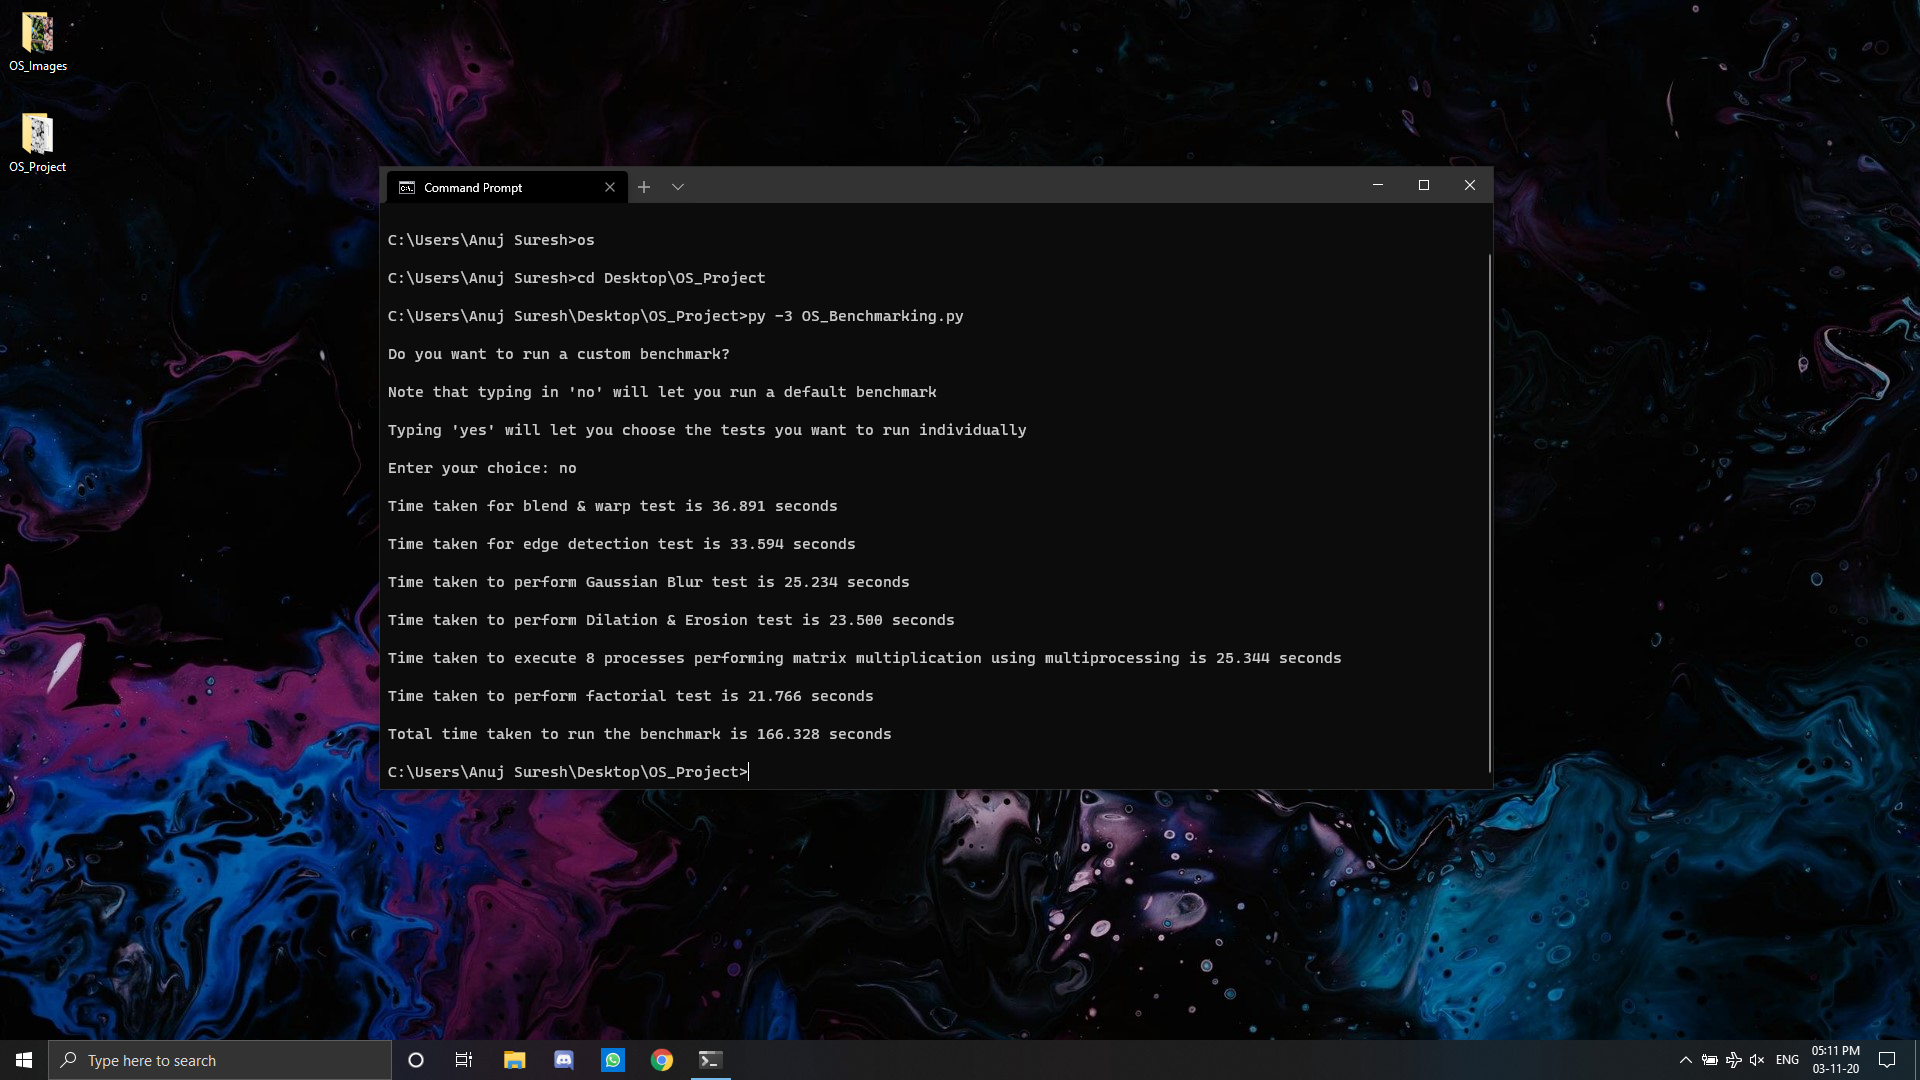 OS_Images
OS_Project
Command Prompt
C:\Users\Anuj Suresh>os
C:\Users\Anuj Suresh>cd Desktop\OS_Project
C:\Users\Anuj Suresh\Desktop\OS_Project>py -3 OS_Benchmarking.py
Do you want to run a custom benchmark?
Note that typing in 'no' will let you run a default benchmark
Typing 'yes' will let you choose the tests you want to run individually
Enter your choice: no
Time taken for blend & warp test is 36.891 seconds
Time taken for edge detection test is 33.594 seconds
Time taken to perform Gaussian Blur test is 25.234 seconds
Time taken to perform Dilation & Erosion test is 23.500 seconds
Time taken to execute 8 processes performing matrix multiplication using multiprocessing is 25.344 seconds
Time taken to perform factorial test is 21.766 seconds
Total time taken to run the benchmark is 166.328 seconds
C:\Users\Anuj Suresh\Desktop\OS_Project>
Type here to search
ENG
05:11 PM
03-11-20